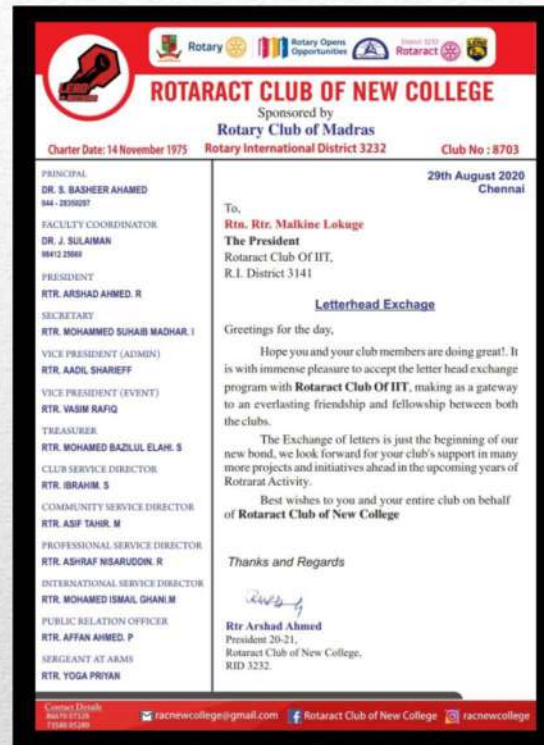 LEAD
Rotary
Rotary Opens
Opportunities
District 3232
Rotaract
ROTARACT CLUB OF NEW COLLEGE
Sponsored by
Rotary Club of Madras
Charter Date: 14 November 1975 Rotary International District 3232 Club No : 8703
PRINCIPAL
DR. S. BASHEER AHAMED
044 - 28350297
FACULTY COORDINATOR
DR. J. SULAIMAN
PRESIDENT
RTR. ARSHAD AHMED. R
SECRETARY
RTR. MOHAMMED SUHAIB MADHAR. I
VICE PRESIDENT (ADMIN)
RTR. AADIL SHARIEFF
VICE PRESIDENT (EVENT)
RTR. VASIM RAFIQ
TREASURER
RTR. MOHAMED BAZILUL ELAHI. S
CLUB SERVICE DIRECTOR
RTR. IBRAHIM. S
COMMUNITY SERVICE DIRECTOR
RTR. ASIF TAHIR. M
PROFESSIONAL SERVICE DIRECTOR
RTR. ASHRAF NISARUDDIN. R
INTERNATIONAL SERVICE DIRECTOR
RTR. MOHAMED ISMAIL GHANI.M
PUBLIC RELATION OFFICER
RTR. AFFAN AHMED. P
SERGEANT AT ARMS
RTR. YOGA PRIYAN
29th August 2020
Chennai
To,
Rtn. Rtr. Malkine Lokuge
The President
Rotaract Club Of IIT,
R.I. District 3141
Letterhead Exchage
Greetings for the day,
Hope you and your club members are doing great!. It
is with immense pleasure to accept the letter head exchange
program with Rotaract Club Of IIT, making as a gateway
to an everlasting friendship and fellowship between both
the clubs.
The Exchange of letters is just the beginning of our
new bond, we look forward for your club's support in many
more projects and initiatives ahead in the upcoming years of
Rotrarat Activity.
Best wishes to you and your entire club on behalf
of Rotaract Club of New College
Thanks and Regards
Rtr Arshad Ahmed
President 20-21,
Rotaract Club of New College,
RID 3232.
Contact Details
racnewcollege@gmail.com Rotaract Club of New College racnewcollege